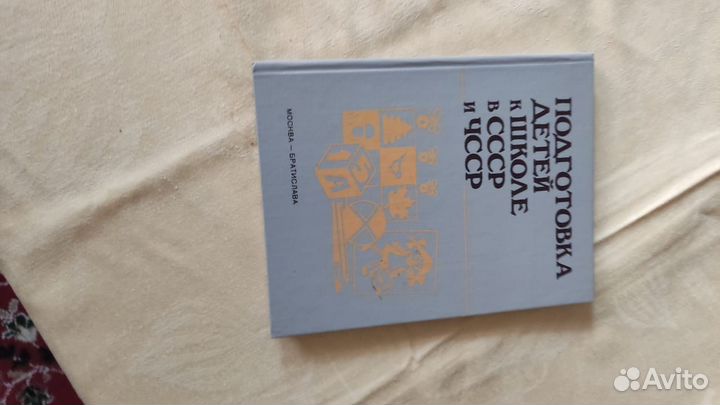 ПОДГОТОВКА
ДЕТЕЙ
К ШКОЛЕ
В СССР
И ЧССР
МОСКВА — БРАТИСЛАВА
Avito